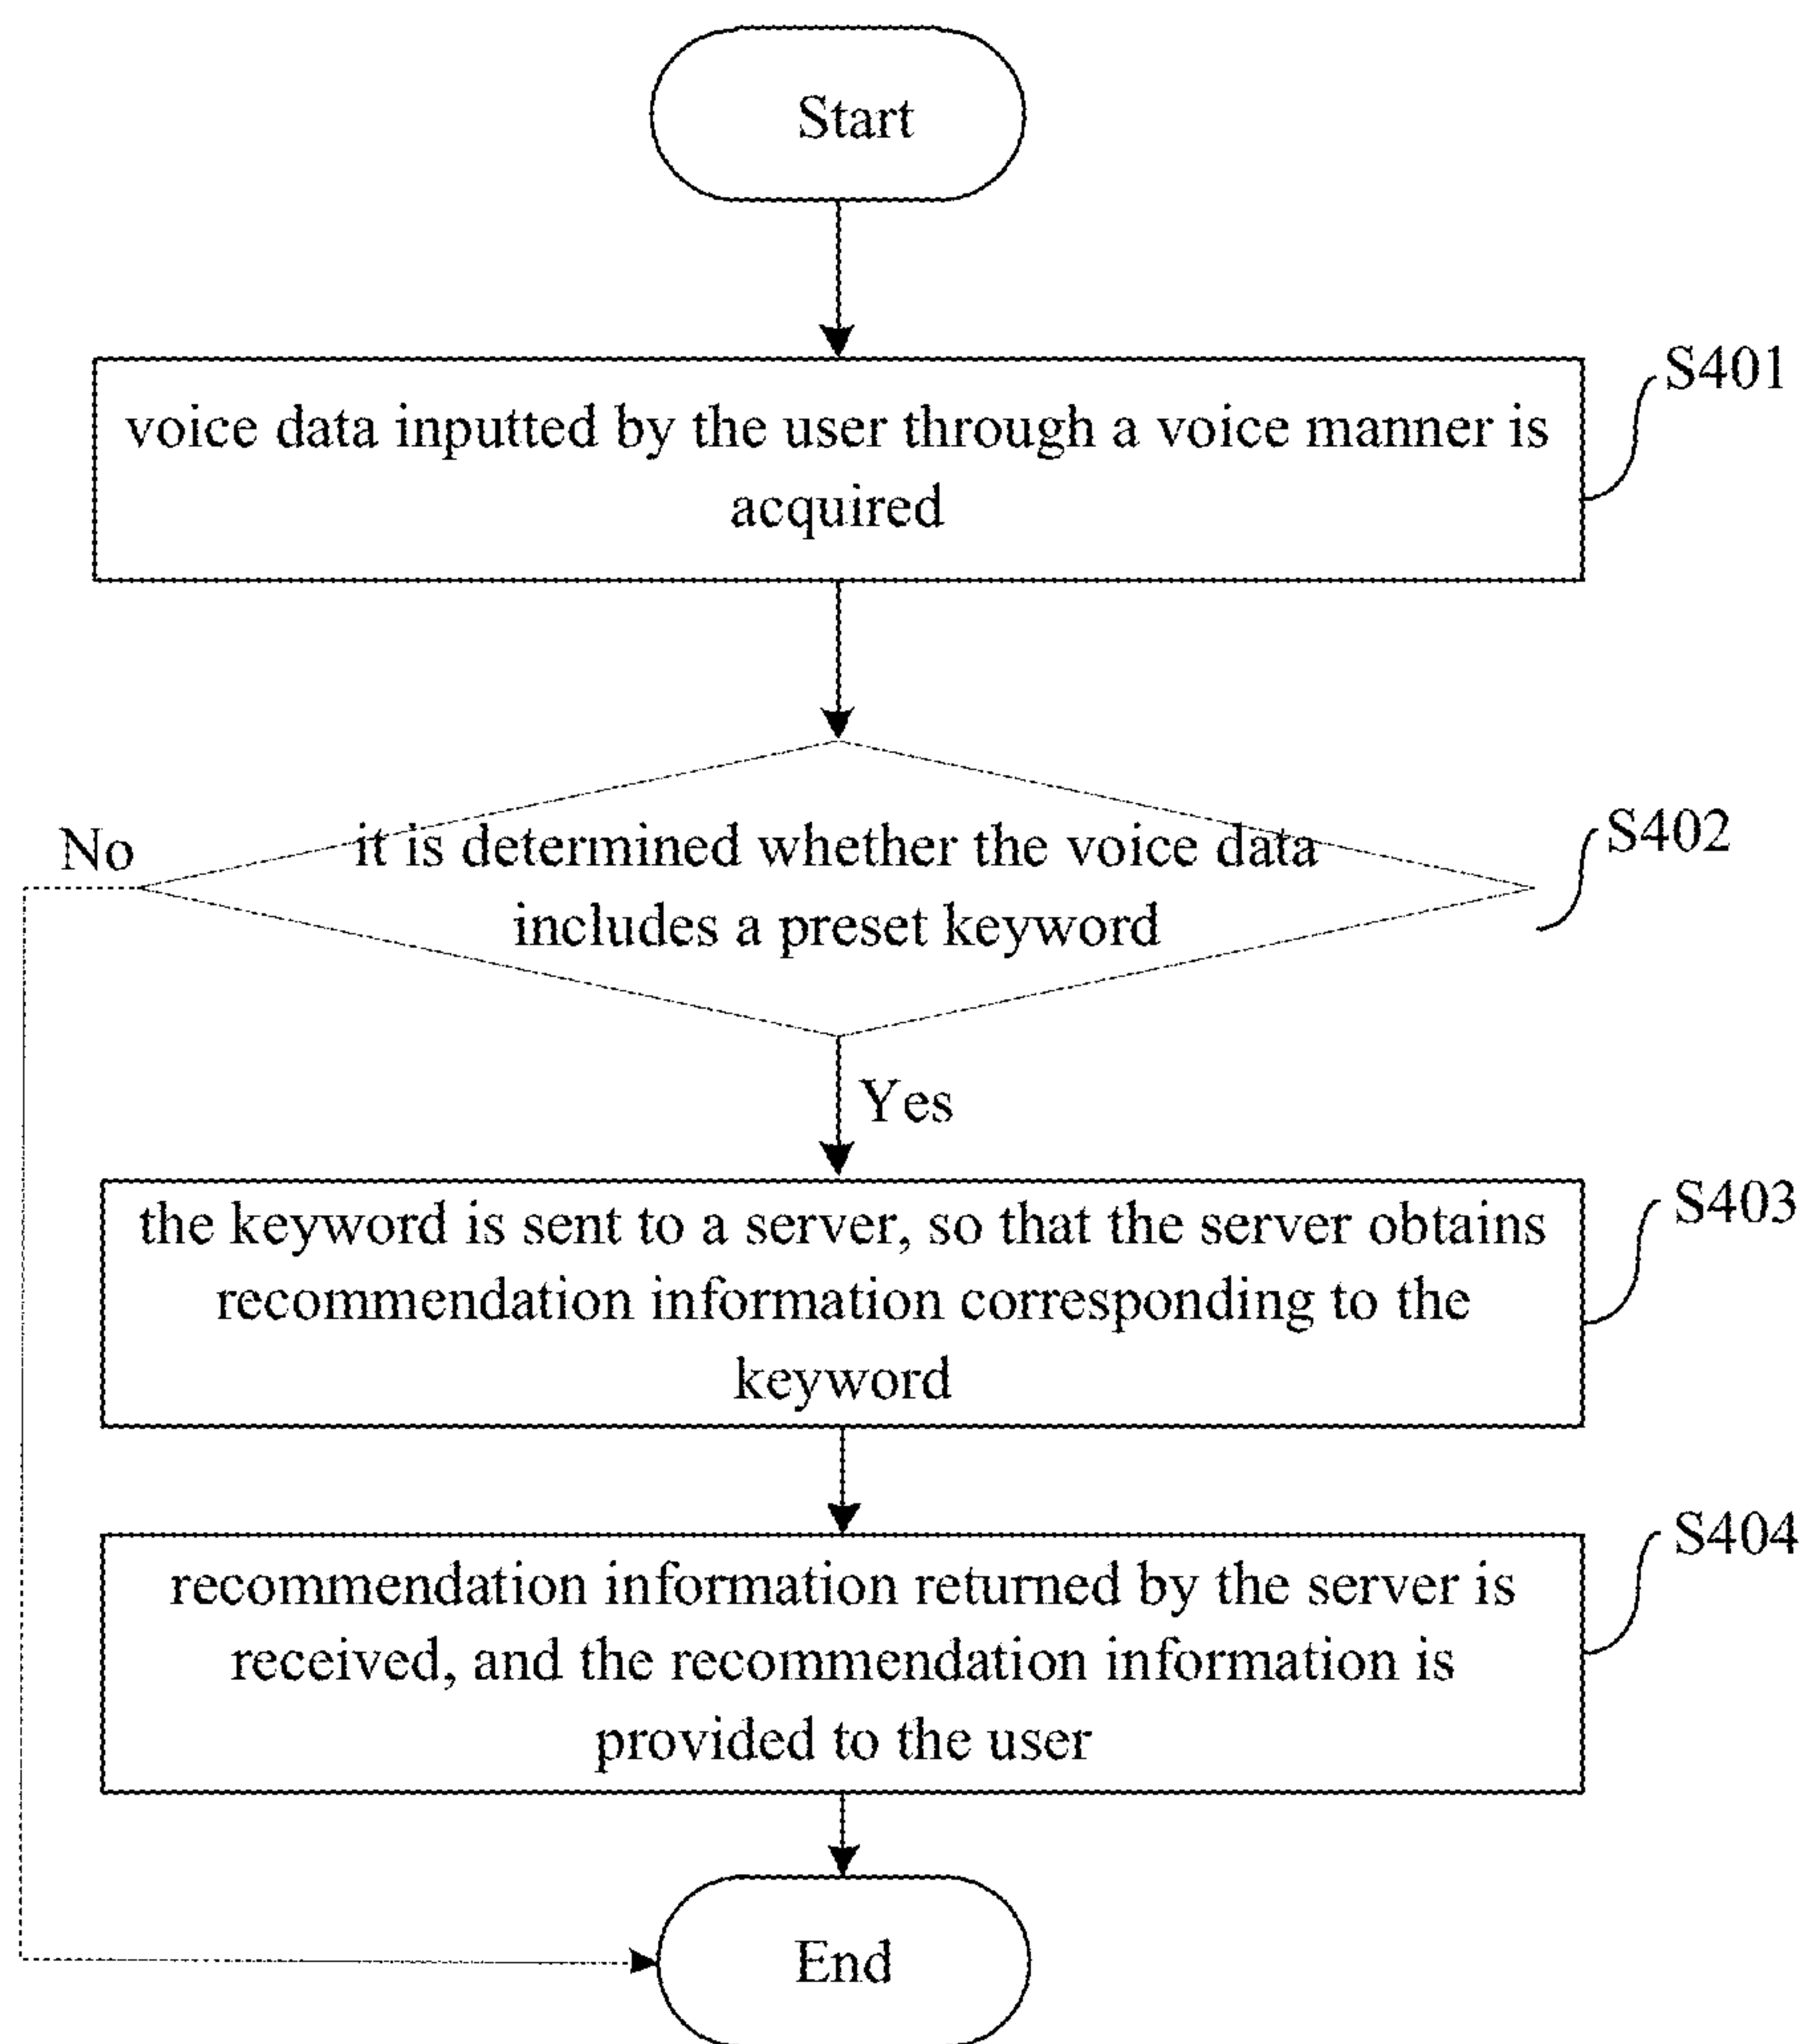 Start
S401
voice data inputted by the user through a voice manner is
acquired
No
it is determined whether the voice data
includes a preset keyword
S402
Yes
the keyword is sent to a server, so that the server obtains
recommendation information corresponding to the
keyword
S403
recommendation information returned by the server is
received, and the recommendation information is
provided to the user
S404
End